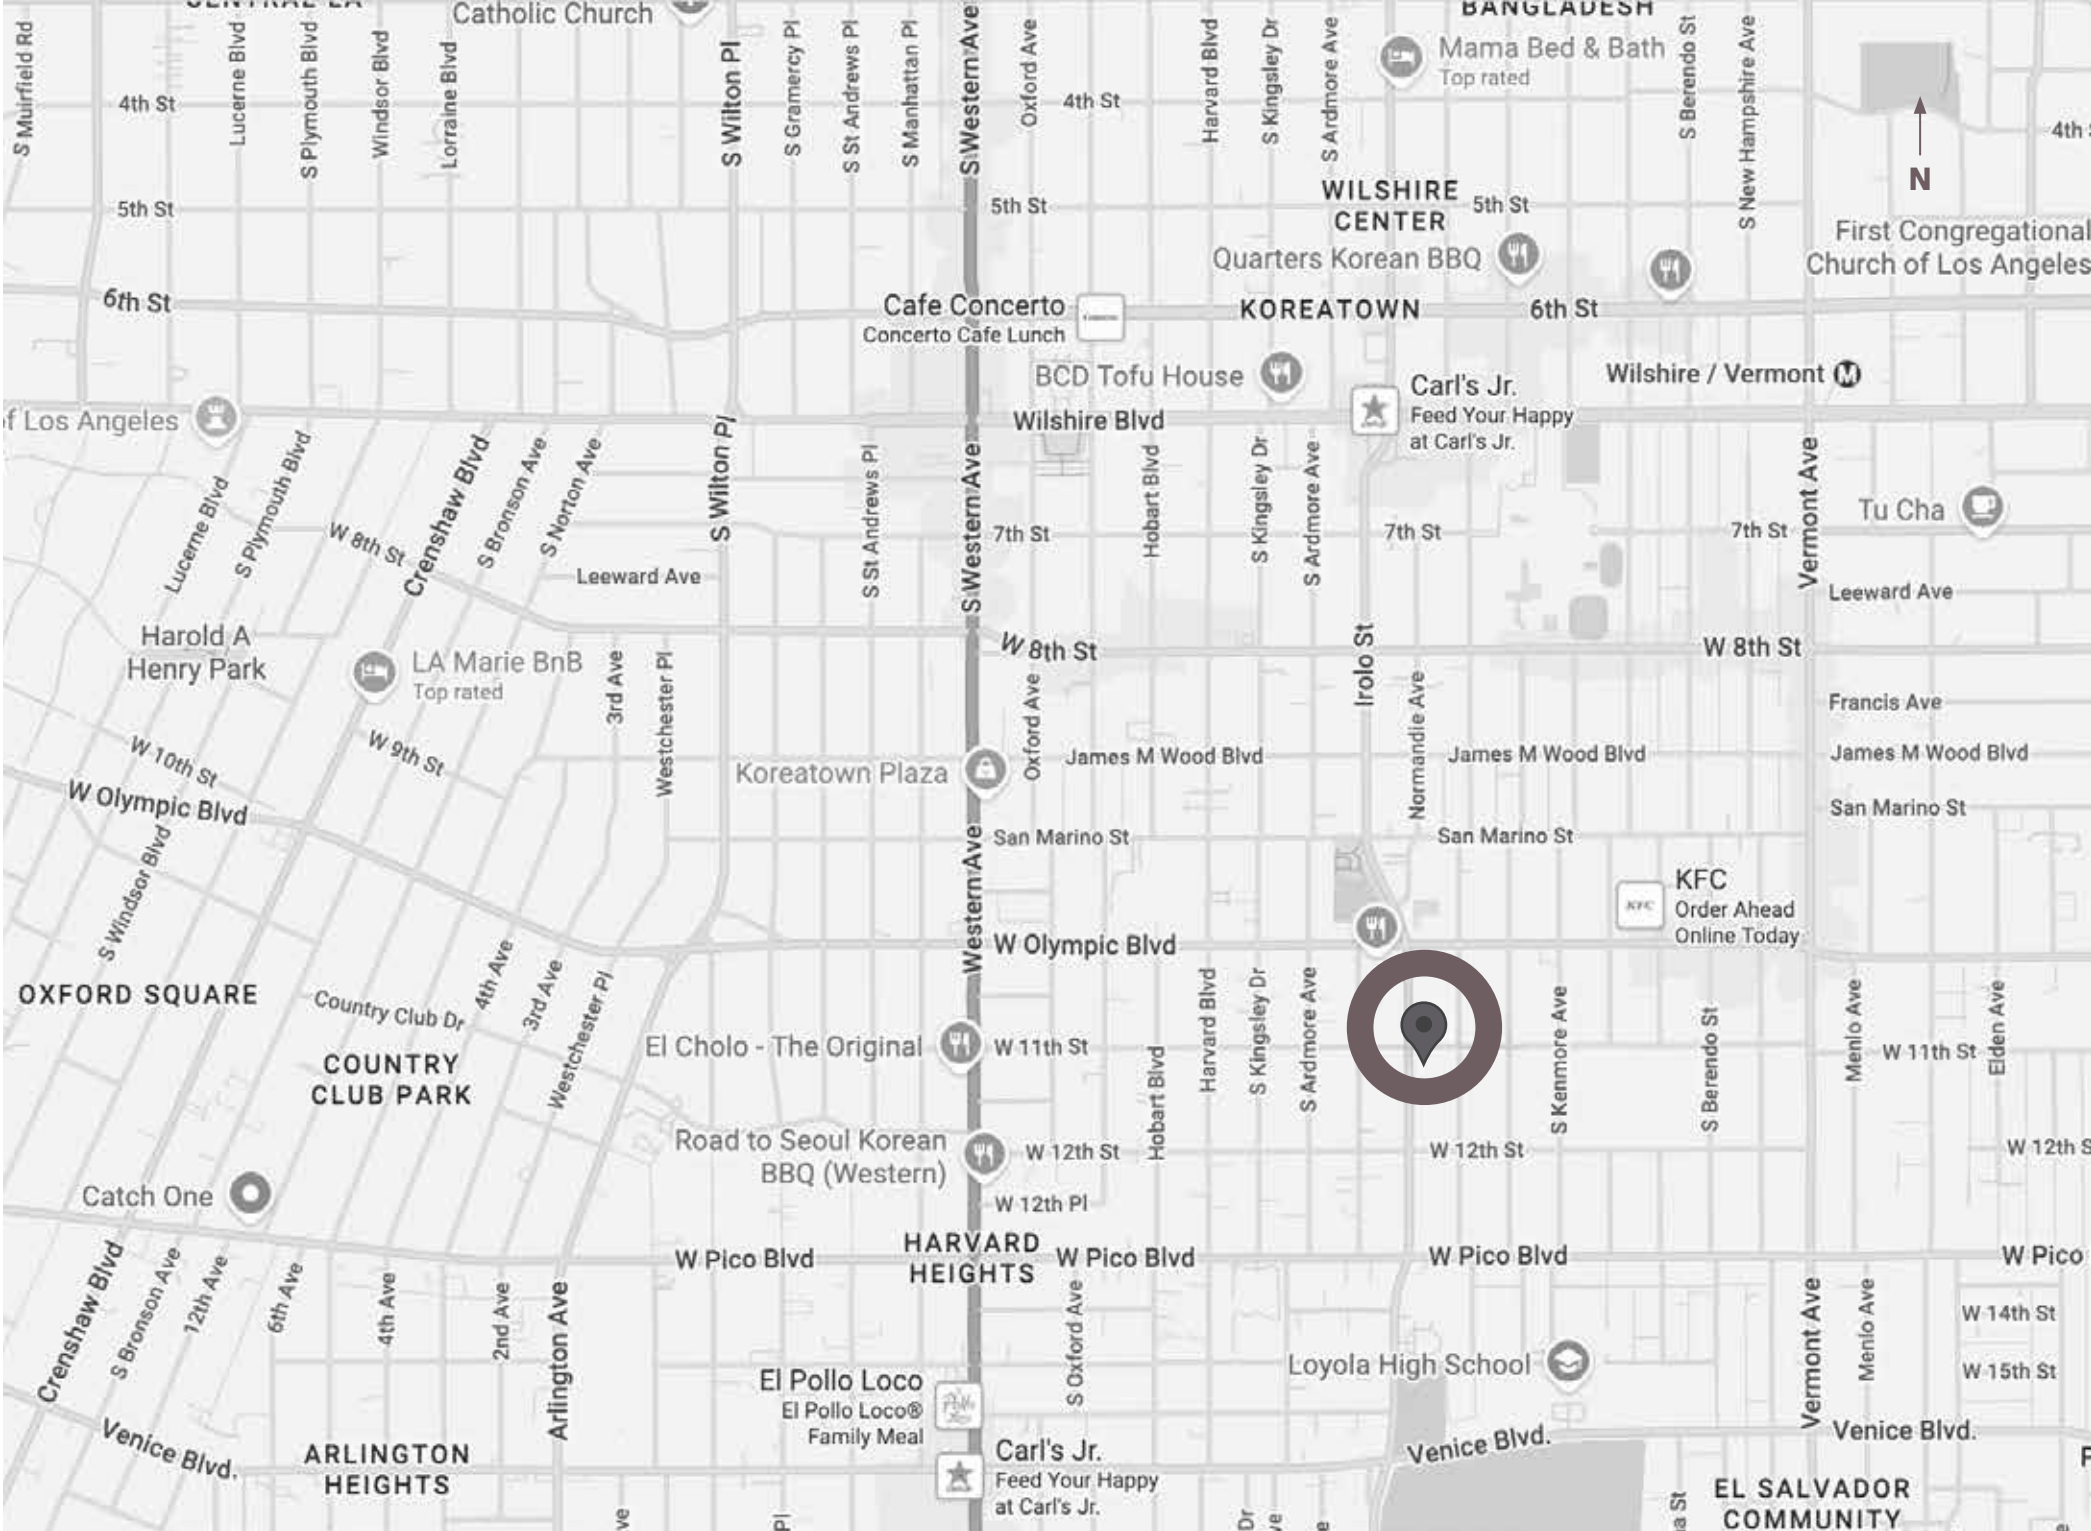 CENTRAL LA
Catholic Church
BANGLADESH
Mama Bed & Bath
Top rated
S Muirfield Rd
Lucerne Blvd
S Plymouth Blvd
Windsor Blvd
Lorraine Blvd
S Wilton Pl
S Gramercy Pl
S St Andrews Pl
S Manhattan Pl
S Western Ave
Oxford Ave
Harvard Blvd
S Kingsley Dr
S Ardmore Ave
S Berendo St
S New Hampshire Ave
4th St
4th St
4th
N
WILSHIRE
CENTER
5th St
5th St
5th St
First Congregational
Church of Los Angeles
Quarters Korean BBQ
6th St
Cafe Concerto
Concerto Cafe Lunch
KOREATOWN
6th St
BCD Tofu House
Carl's Jr.
Feed Your Happy
at Carl's Jr.
Wilshire / Vermont M
of Los Angeles
Wilshire Blvd
Lucerne Blvd
S Plymouth Blvd
Crenshaw Blvd
S Bronson Ave
S Norton Ave
S Wilton Pl
S St Andrews Pl
S Western Ave
Hobart Blvd
S Kingsley Dr
S Ardmore Ave
Vermont Ave
W 8th St
7th St
7th St
7th St
Tu Cha
Leeward Ave
Leeward Ave
Harold A
Henry Park
LA Marie BnB
Top rated
3rd Ave
Westchester Pl
W 8th St
Irolo St
W 8th St
Oxford Ave
Normandie Ave
Francis Ave
W 10th St
W 9th St
Koreatown Plaza
James M Wood Blvd
James M Wood Blvd
James M Wood Blvd
W Olympic Blvd
San Marino St
San Marino St
San Marino St
S Windsor Blvd
Western Ave
KFC
KFC
Order Ahead
Online Today
W Olympic Blvd
OXFORD SQUARE
Country Club Dr
4th Ave
3rd Ave
Westchester Pl
Harvard Blvd
S Kingsley Dr
S Ardmore Ave
S Kenmore Ave
S Berendo St
Menlo Ave
Elden Ave
COUNTRY
CLUB PARK
El Cholo - The Original
W 11th St
W 11th St
Hobart Blvd
Road to Seoul Korean
BBQ (Western)
W 12th St
W 12th St
W 12th S
Catch One
W 12th Pl
HARVARD
HEIGHTS
W Pico Blvd
W Pico Blvd
W Pico Blvd
W Pico
Crenshaw Blvd
S Bronson Ave
12th Ave
6th Ave
4th Ave
2nd Ave
Arlington Ave
S Oxford Ave
Vermont Ave
Menlo Ave
W 14th St
W 15th St
Loyola High School
El Pollo Loco
El Pollo Loco®
Family Meal
Venice Blvd.
Venice Blvd.
Venice Blvd.
ARLINGTON
HEIGHTS
Carl's Jr.
Feed Your Happy
at Carl's Jr.
EL SALVADOR
COMMUNITY
ve
Pl
Dr
ve
e
a St